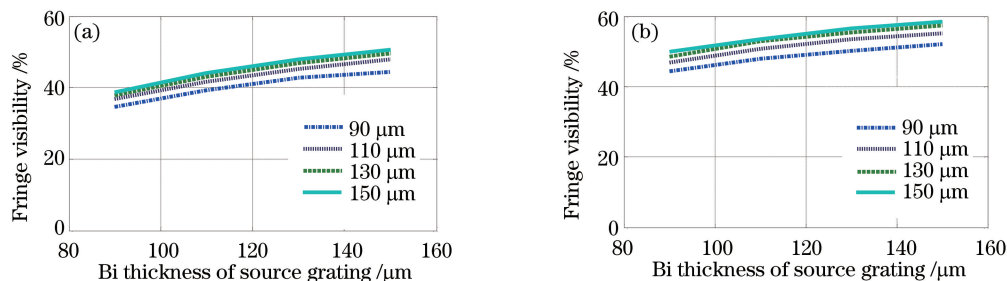 (a)
Fringe visibility /%
60
40
20
0
90 μm
110 μm
130 μm
150 μm
80
100
120
140
160
Bi thickness of source grating /μm
(b)
Fringe visibility /%
60
40
20
0
90 μm
110 μm
130 μm
150 μm
80
100
120
140
160
Bi thickness of source grating /μm